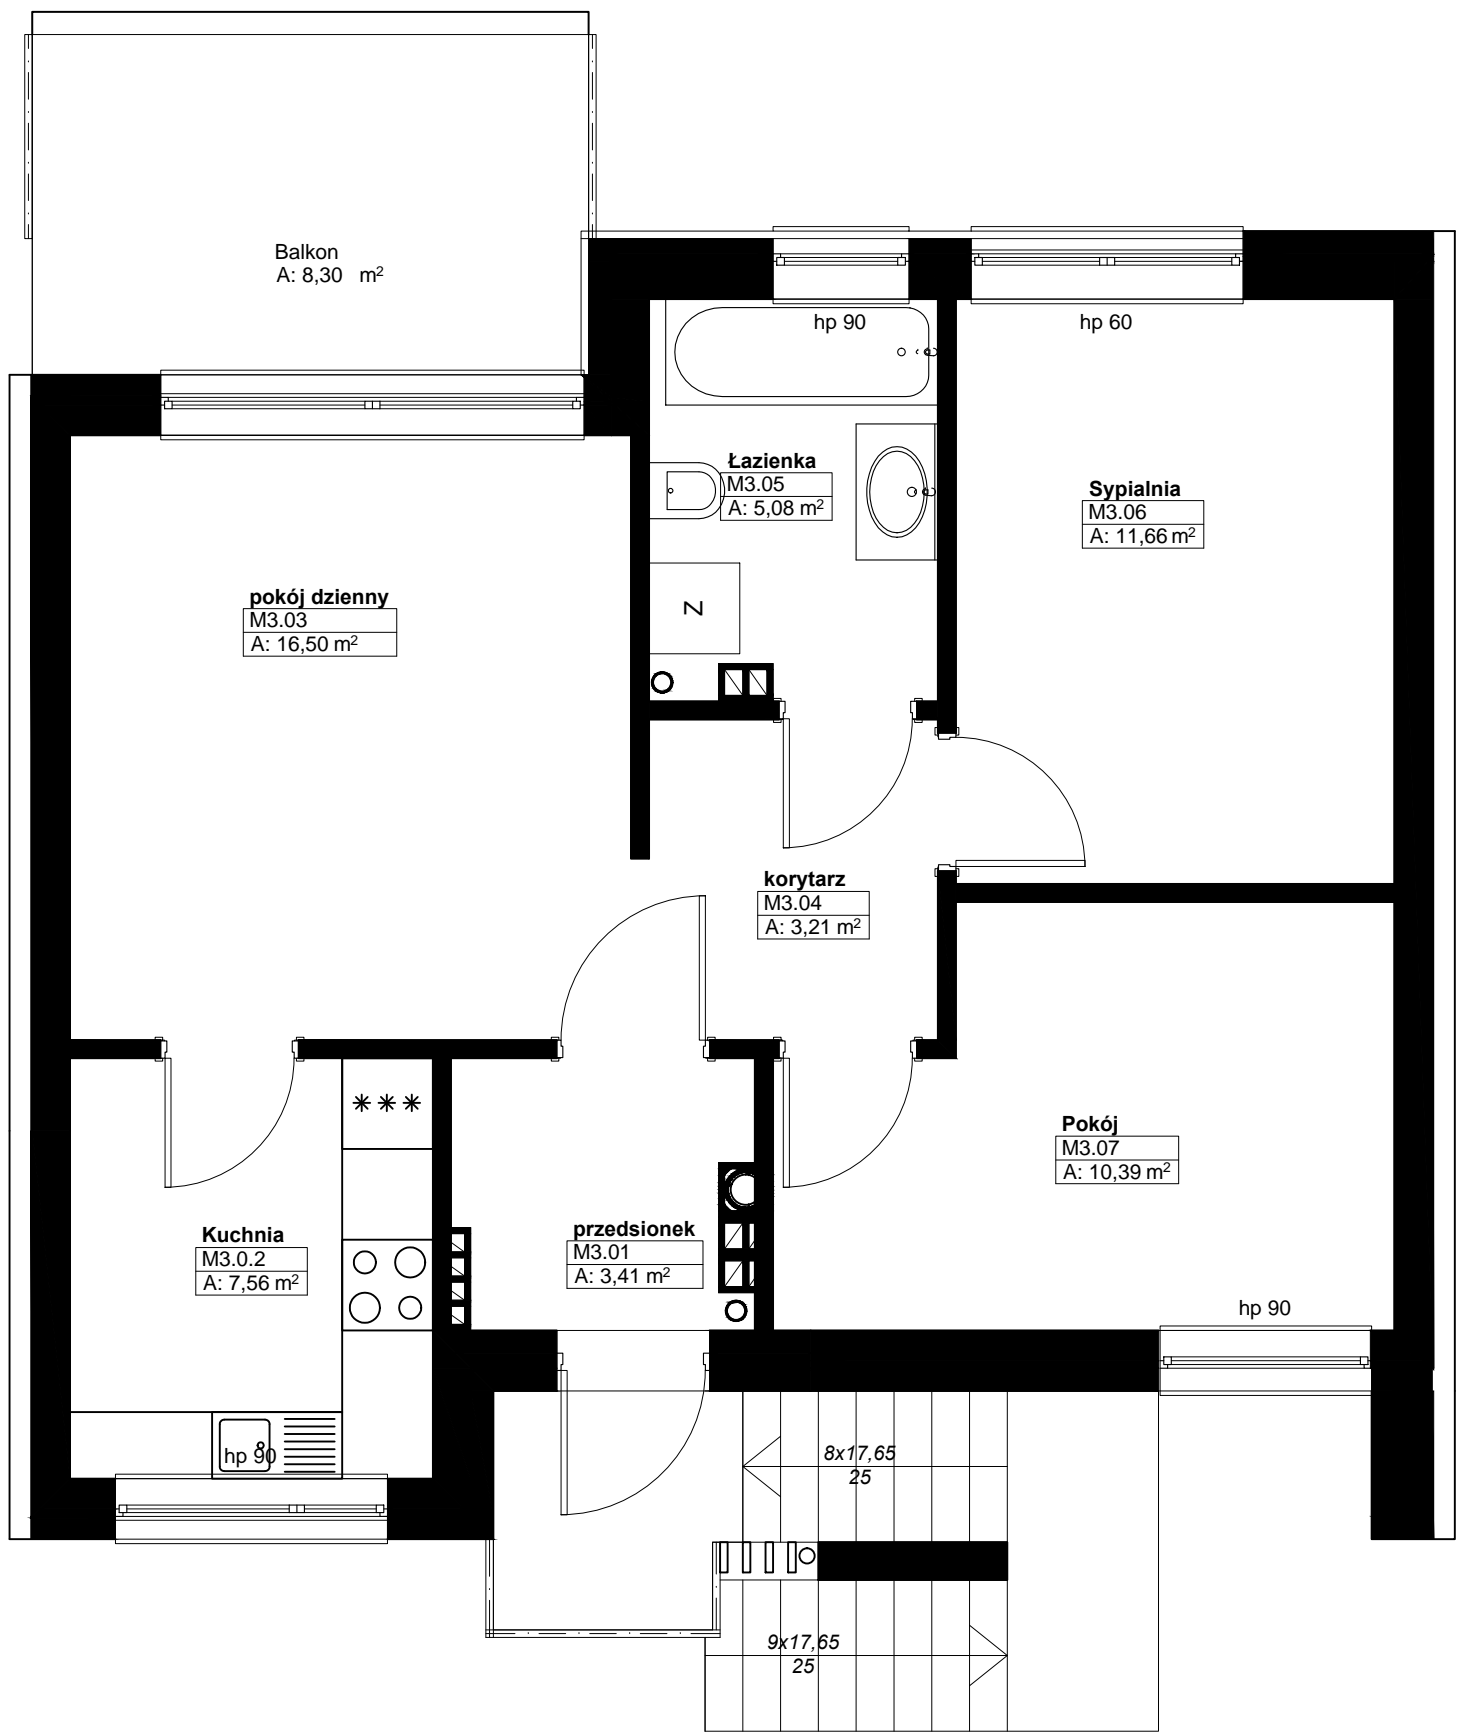 Balkon
A: 8,30 m²
hp 90
hp 60
Łazienka
M3.05
A: 5,08 m²
Sypialnia
M3.06
A: 11,66 m²
pokój dzienny
M3.03
A: 16,50 m²
Z
korytarz
M3.04
A: 3,21 m²
Pokój
M3.07
A: 10,39 m²
Kuchnia
M3.0.2
A: 7,56 m²
przedsionek
M3.01
A: 3,41 m²
hp 90
hp 90
8x17,65
25
9x17,65
25